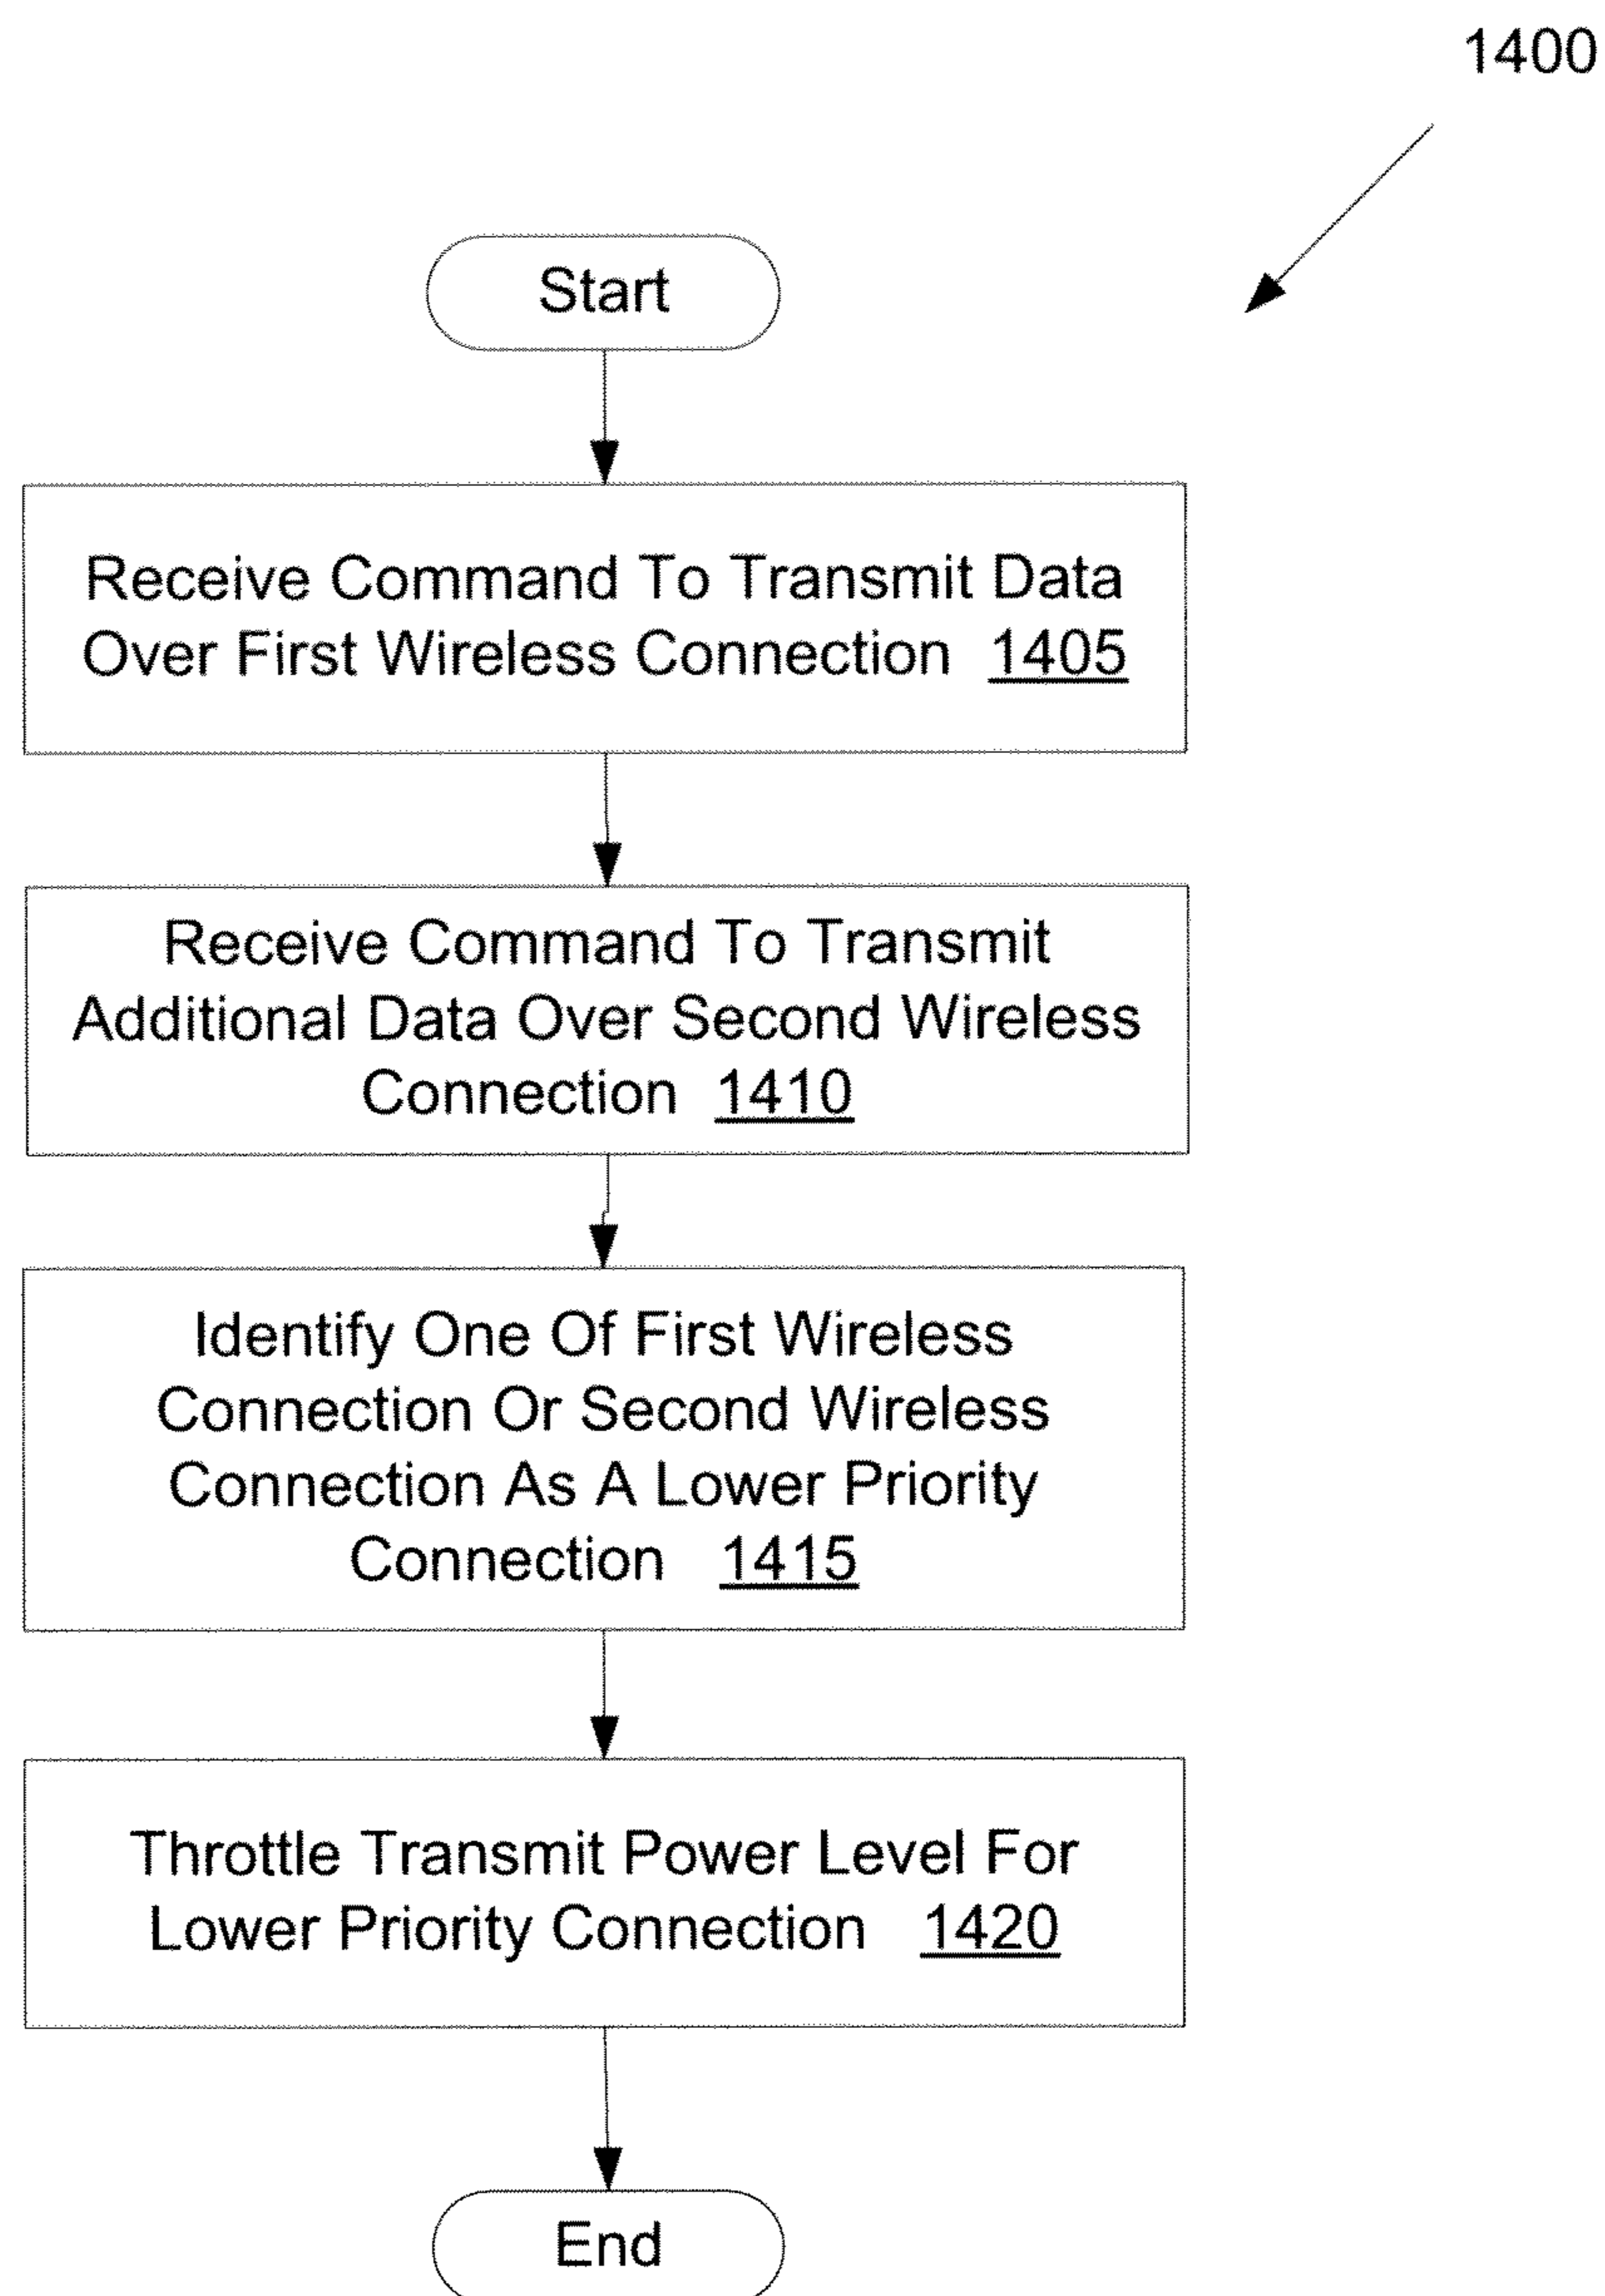 1400
Start
Receive Command To Transmit Data
Over First Wireless Connection 1405
Receive Command To Transmit
Additional Data Over Second Wireless
Connection 1410
Identify One Of First Wireless
Connection Or Second Wireless
Connection As A Lower Priority
Connection 1415
Throttle Transmit Power Level For
Lower Priority Connection 1420
End